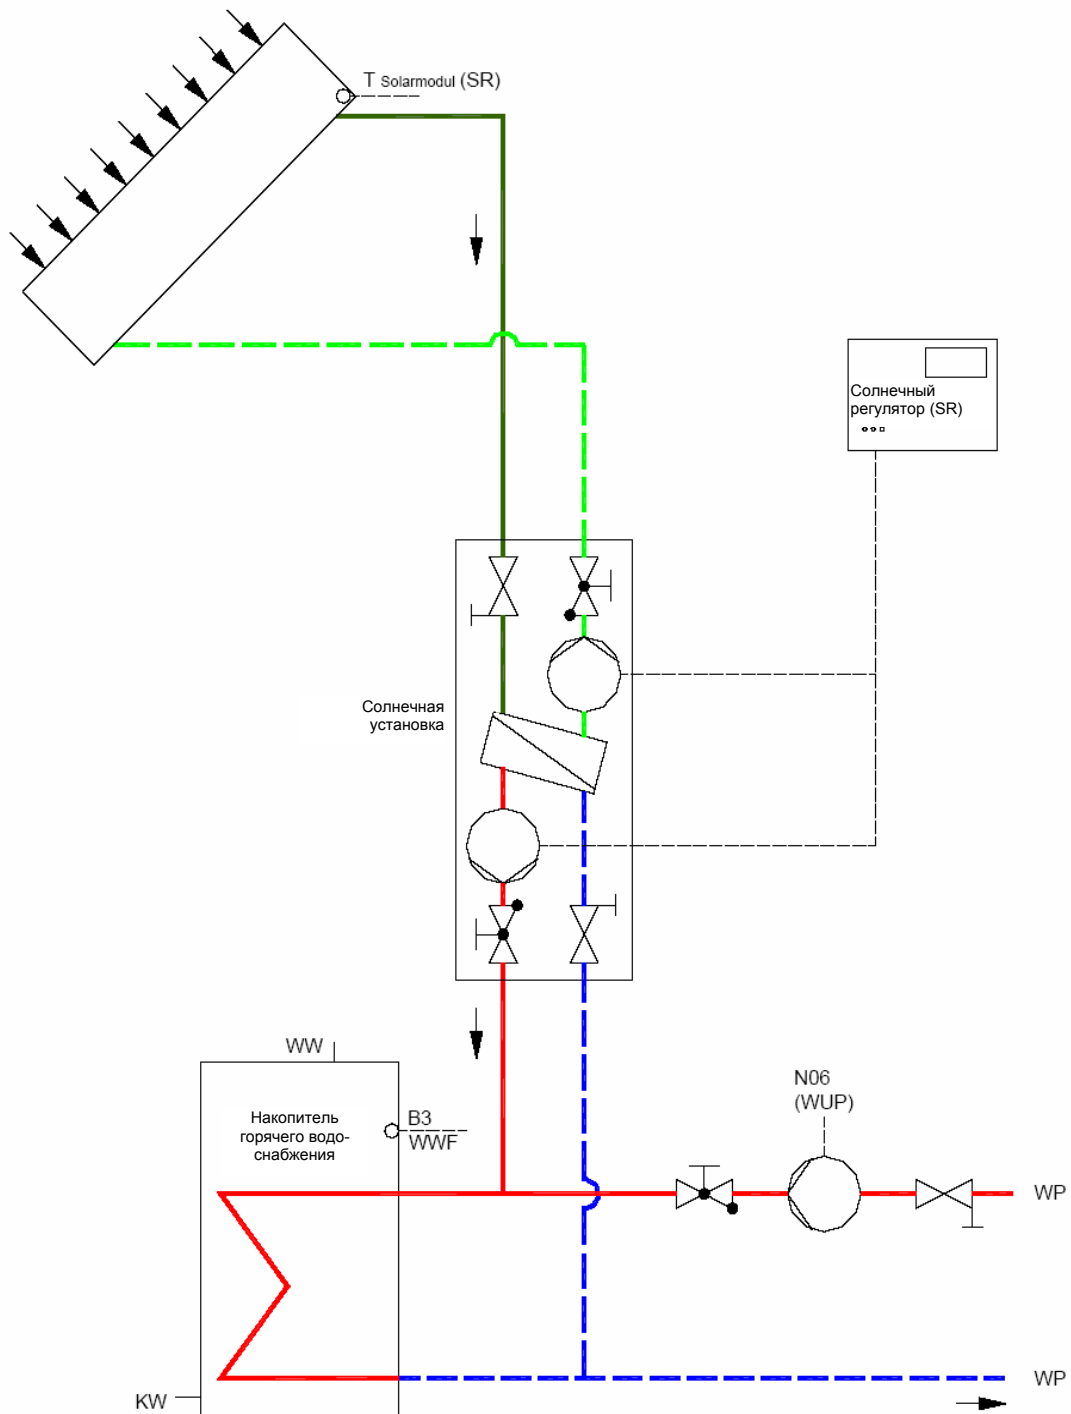 T Solarmodul (SR)
Солнечный
регулятор (SR)
Солнечная
установка
WW
N06
(WUP)
Накопитель
горячего водо-
снабжения
B3
WWF
WP
WP
KW